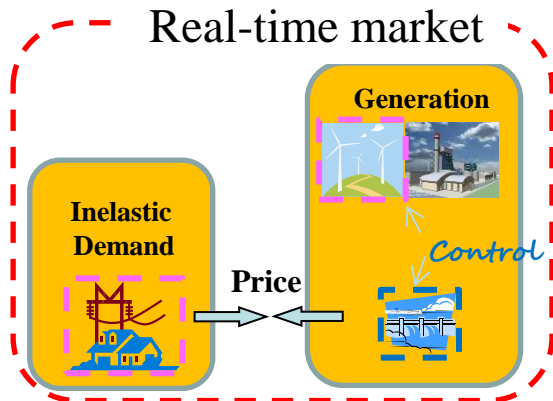 Real-time market
Generation
Inelastic
Demand
Control
Price